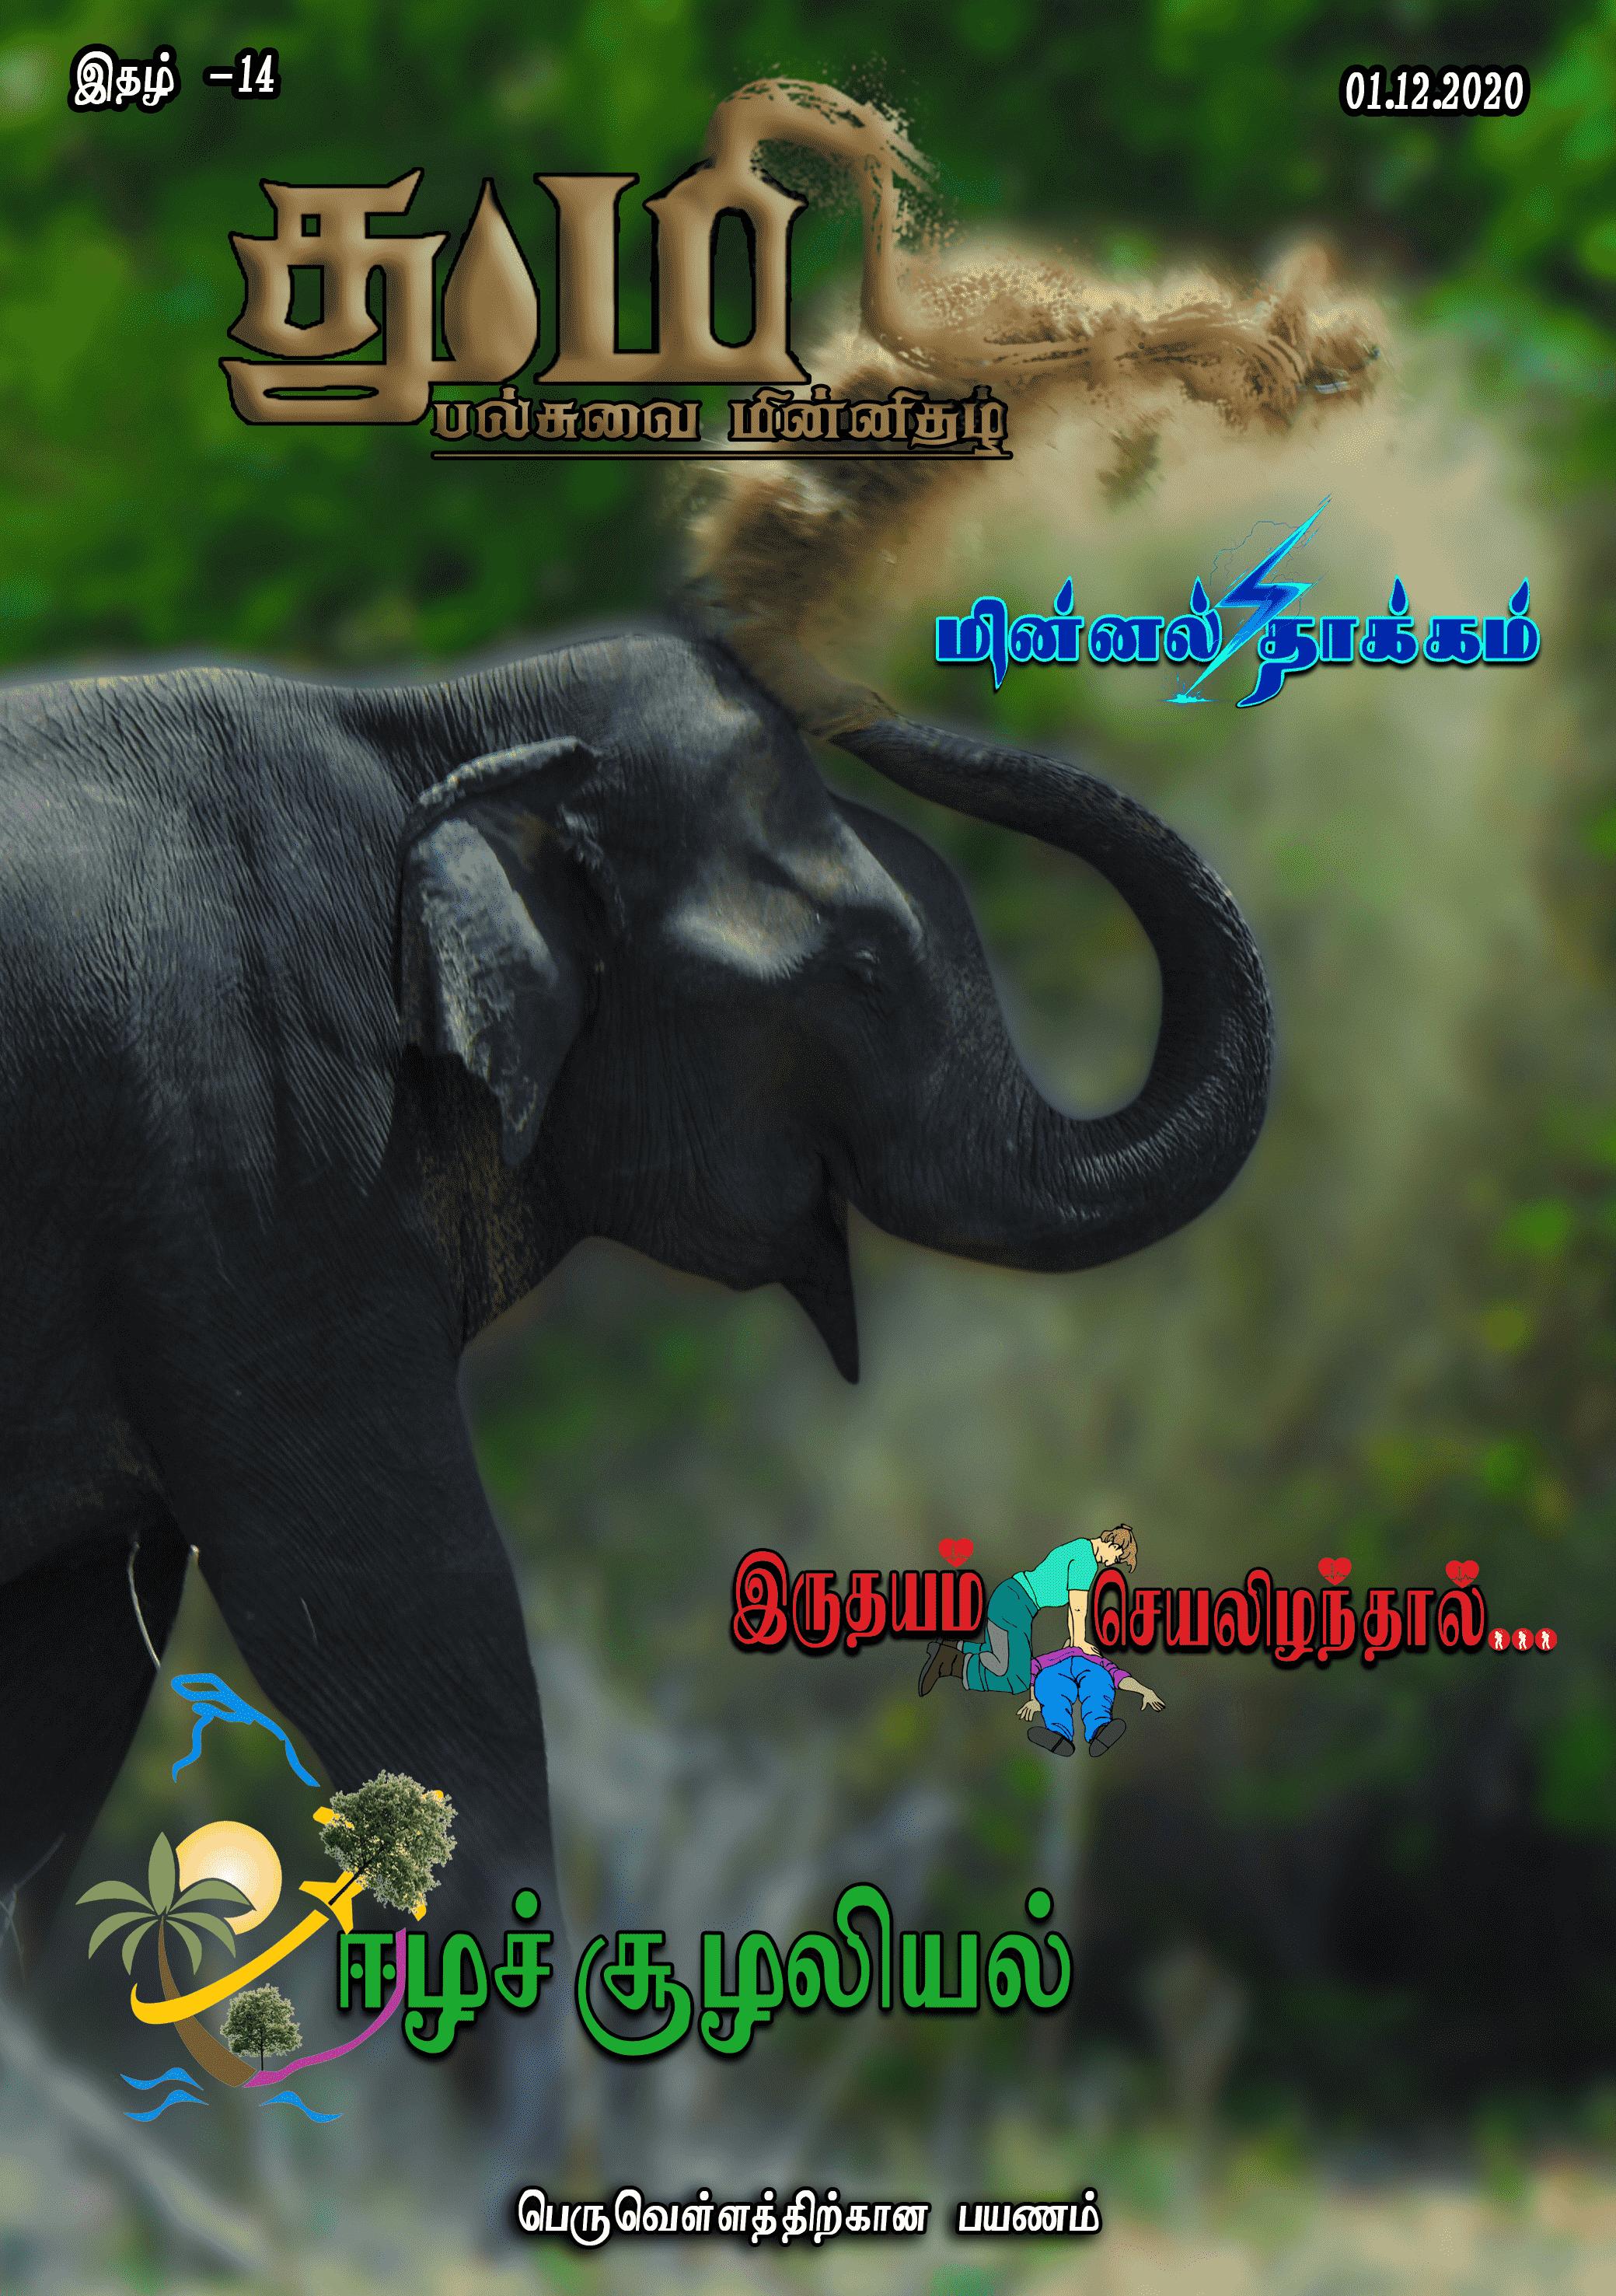 இதழ் -14
01.12.2020
துமி
பல்சுவை மின்னிதழ்
மின்னல் தாக்கம்
இருதயம் செயலிழந்தால்...
ஈழச் சூழலியல்
பெருவெள்ளத்திற்கான பயணம்